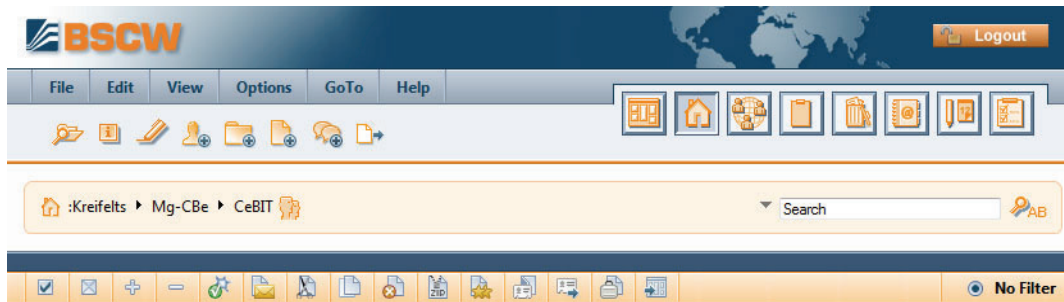 BSCW
Logout
File Edit View Options GoTo Help
:Kreifelts Mg-CBe CeBIT Search AB
ZIP No Filter